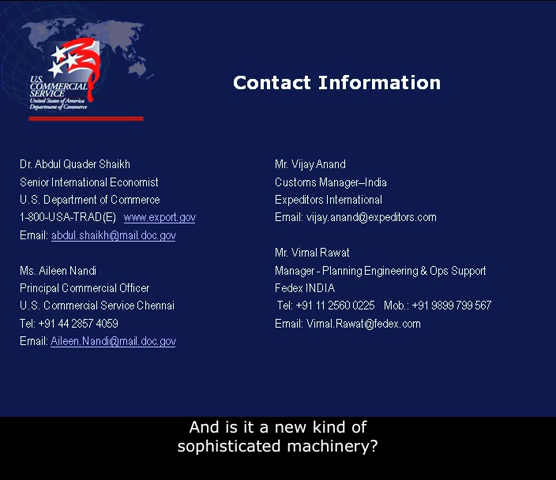 U.S.
COMMERCIAL
SERVICE
United States of America
Department of Commerce
Contact Information
Dr. Abdul Quader Shaikh
Senior International Economist
U.S. Department of Commerce
1-800-USA-TRAD(E) www.export.gov
Email: abdul.shaikh@mail.doc.gov
Ms. Aileen Nandi
Principal Commercial Officer
U.S. Commercial Service Chennai
Tel: +91 44 2857 4059
Email: Aileen.Nandi@mail.doc.gov
Mr. Vijay Anand
Customs Manager–India
Expeditors International
Email: vijay.anand@expeditors.com
Mr. Vimal Rawat
Manager - Planning Engineering & Ops Support
Fedex INDIA
Tel: +91 11 2560 0225 Mob.: +91 9899 799 567
Email: Vimal.Rawat@fedex.com
And is it a new kind of
sophisticated machinery?